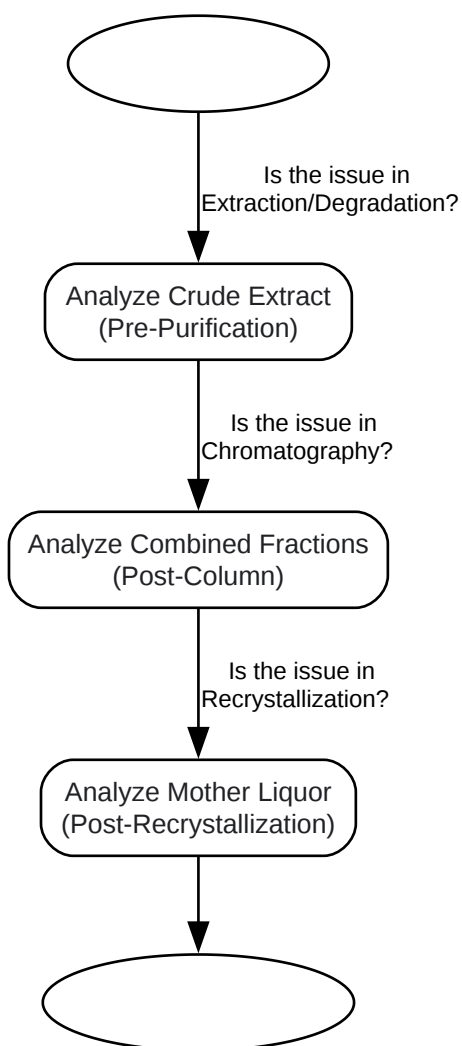 Is the issue in
Extraction/Degradation?
Analyze Crude Extract
(Pre-Purification)
Is the issue in
Chromatography?
Analyze Combined Fractions
(Post-Column)
Is the issue in
Recrystallization?
Analyze Mother Liquor
(Post-Recrystallization)